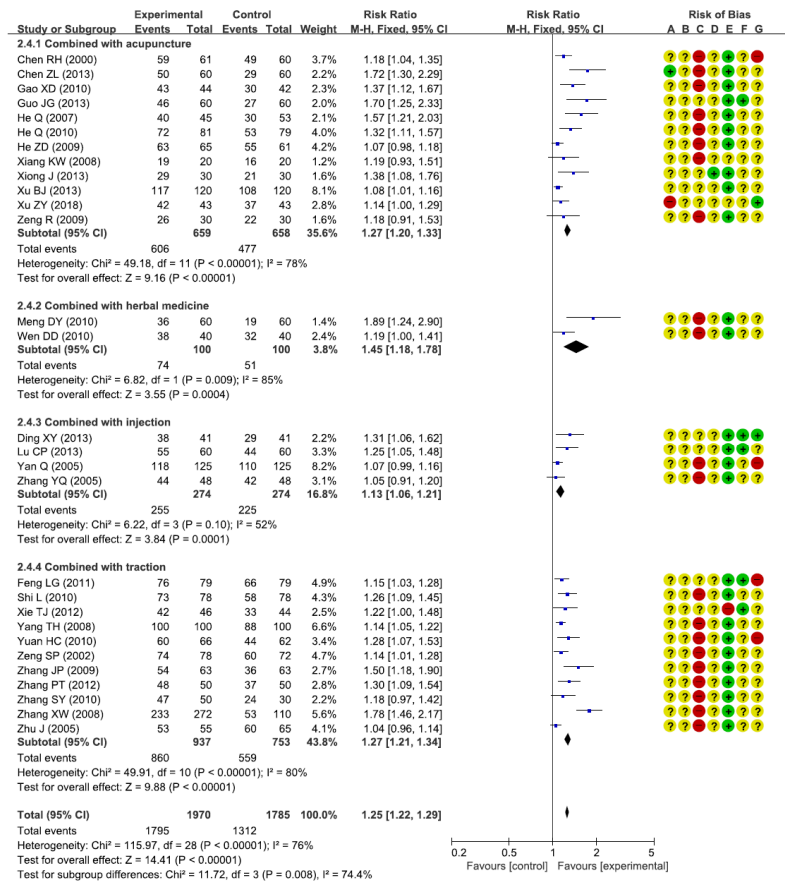 Experimental Control Risk Ratio Risk Ratio Risk of Bias
Study or Subgroup Events Total Events Total Weight M-H, Fixed, 95% CI M-H, Fixed, 95% CI A B C D E F G
2.4.1 Combined with acupuncture
Chen RH (2000) 59 61 49 60 3.7% 1.18 [1.04, 1.35] ? ? − ? + ? −
Chen ZL (2013) 50 60 29 60 2.2% 1.72 [1.30, 2.29] + ? − ? + ? ?
Gao XD (2010) 43 44 30 42 2.3% 1.37 [1.12, 1.67] ? ? − ? + ? ?
Guo JG (2013) 46 60 27 60 2.0% 1.70 [1.25, 2.33] ? ? − ? + + ?
He Q (2007) 40 45 30 53 2.1% 1.57 [1.21, 2.03] ? ? − ? + ? ?
He Q (2010) 72 81 53 79 4.0% 1.32 [1.11, 1.57] ? ? − ? + ? ?
He ZD (2009) 63 65 55 61 4.3% 1.07 [0.98, 1.18] ? ? − ? + ? ?
Xiang KW (2008) 19 20 16 20 1.2% 1.19 [0.93, 1.51] ? ? − ? ? ? ?
Xiong J (2013) 29 30 21 30 1.6% 1.38 [1.08, 1.76] ? ? ? + + ? ?
Xu BJ (2013) 117 120 108 120 8.1% 1.08 [1.01, 1.16] ? ? − ? + ? ?
Xu ZY (2018) 42 43 37 43 2.8% 1.14 [1.00, 1.29] − ? ? ? ? ? +
Zeng R (2009) 26 30 22 30 1.6% 1.18 [0.91, 1.53] ? ? − ? + ? ?
Subtotal (95% CI) 659 658 35.6% 1.27 [1.20, 1.33]
Total events 606 477
Heterogeneity: Chi² = 49.18, df = 11 (P < 0.00001); I² = 78%
Test for overall effect: Z = 9.16 (P < 0.00001)
2.4.2 Combined with herbal medicine
Meng DY (2010) 36 60 19 60 1.4% 1.89 [1.24, 2.90] ? ? − ? + ? ?
Wen DD (2010) 38 40 32 40 2.4% 1.19 [1.00, 1.41] ? ? − ? + ? ?
Subtotal (95% CI) 100 100 3.8% 1.45 [1.18, 1.78]
Total events 74 51
Heterogeneity: Chi² = 6.82, df = 1 (P = 0.009); I² = 85%
Test for overall effect: Z = 3.55 (P = 0.0004)
2.4.3 Combined with injection
Ding XY (2013) 38 41 29 41 2.2% 1.31 [1.06, 1.62] ? ? ? ? + + +
Lu CP (2013) 55 60 44 60 3.3% 1.25 [1.05, 1.48] ? ? ? ? + + ?
Yan Q (2005) 118 125 110 125 8.2% 1.07 [0.99, 1.16] ? ? − ? + ? −
Zhang YQ (2005) 44 48 42 48 3.1% 1.05 [0.91, 1.20] ? ? − ? + ? ?
Subtotal (95% CI) 274 274 16.8% 1.13 [1.06, 1.21]
Total events 255 225
Heterogeneity: Chi² = 6.22, df = 3 (P = 0.10); I² = 52%
Test for overall effect: Z = 3.84 (P = 0.0001)
2.4.4 Combined with traction
Feng LG (2011) 76 79 66 79 4.9% 1.15 [1.03, 1.28] ? ? ? ? + + −
Shi L (2010) 73 78 58 78 4.3% 1.26 [1.09, 1.45] ? ? − ? + ? ?
Xie TJ (2012) 42 46 33 44 2.5% 1.22 [1.00, 1.48] ? ? ? ? − + ?
Yang TH (2008) 100 100 88 100 6.6% 1.14 [1.05, 1.22] ? ? − ? + ? ?
Yuan HC (2010) 60 66 44 62 3.4% 1.28 [1.07, 1.53] ? ? − ? + ? −
Zeng SP (2002) 74 78 60 72 4.7% 1.14 [1.01, 1.28] ? ? − ? + ? ?
Zhang JP (2009) 54 63 36 63 2.7% 1.50 [1.18, 1.90] ? ? − ? + ? ?
Zhang PT (2012) 48 50 37 50 2.8% 1.30 [1.09, 1.54] ? ? − ? + ? ?
Zhang SY (2010) 47 50 24 30 2.2% 1.18 [0.97, 1.42] ? ? − ? + ? ?
Zhang XW (2008) 233 272 53 110 5.6% 1.78 [1.46, 2.17] ? ? − ? + ? ?
Zhu J (2005) 53 55 60 65 4.1% 1.04 [0.96, 1.14] ? ? − ? + ? ?
Subtotal (95% CI) 937 753 43.8% 1.27 [1.21, 1.34]
Total events 860 559
Heterogeneity: Chi² = 49.91, df = 10 (P < 0.00001); I² = 80%
Test for overall effect: Z = 9.88 (P < 0.00001)
Total (95% CI) 1970 1785 100.0% 1.25 [1.22, 1.29]
Total events 1795 1312
Heterogeneity: Chi² = 115.97, df = 28 (P < 0.00001); I² = 76%
Test for overall effect: Z = 14.41 (P < 0.00001)
Test for subgroup differences: Chi² = 11.72, df = 3 (P = 0.008), I² = 74.4%
0.2 0.5 1 2 5
Favours [control] Favours [experimental]